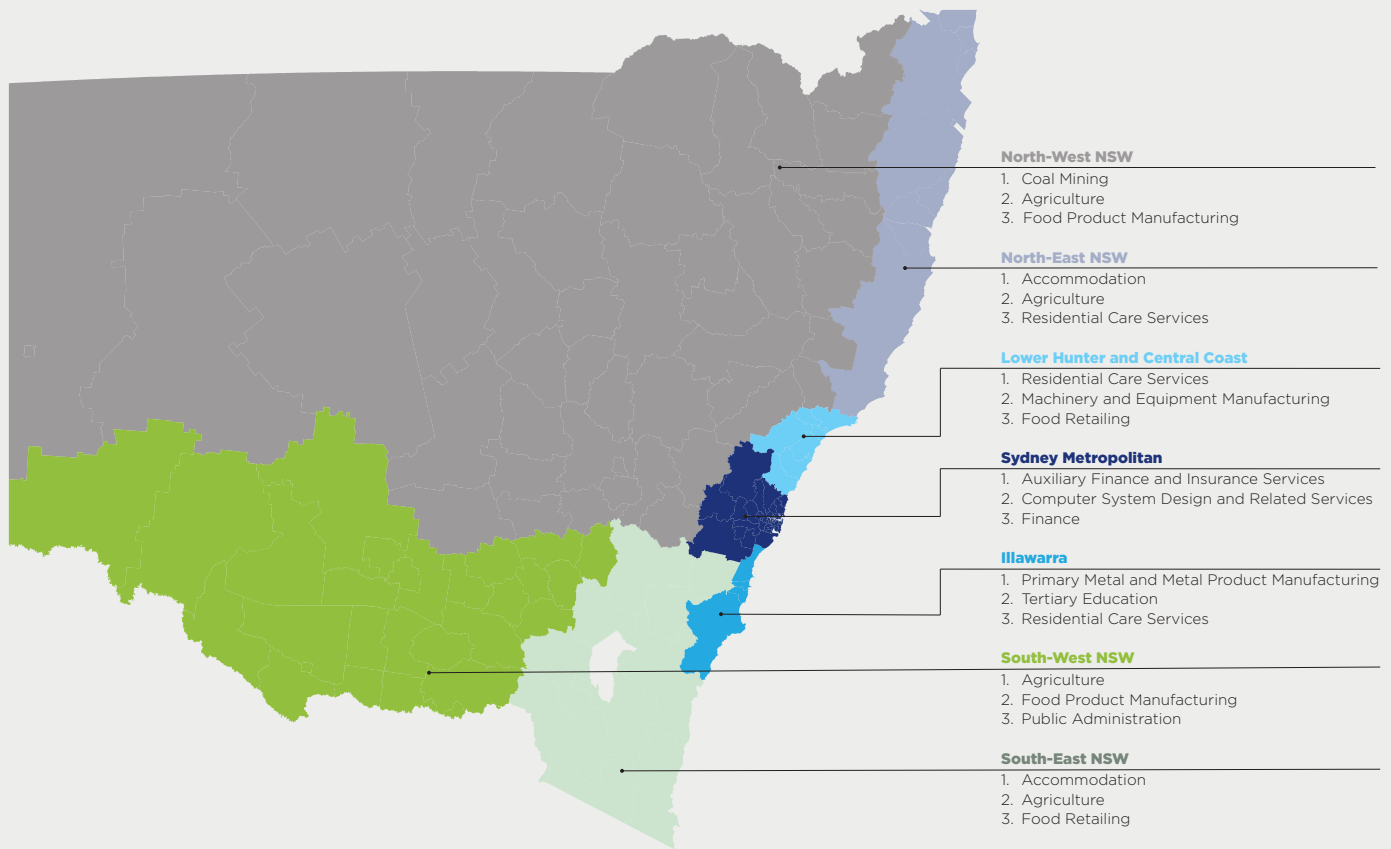 North-West NSW
1. Coal Mining
2. Agriculture
3. Food Product Manufacturing
North-East NSW
1. Accommodation
2. Agriculture
3. Residential Care Services
Lower Hunter and Central Coast
1. Residential Care Services
2. Machinery and Equipment Manufacturing
3. Food Retailing
Sydney Metropolitan
1. Auxiliary Finance and Insurance Services
2. Computer System Design and Related Services
3. Finance
Illawarra
1. Primary Metal and Metal Product Manufacturing
2. Tertiary Education
3. Residential Care Services
South-West NSW
1. Agriculture
2. Food Product Manufacturing
3. Public Administration
South-East NSW
1. Accommodation
2. Agriculture
3. Food Retailing